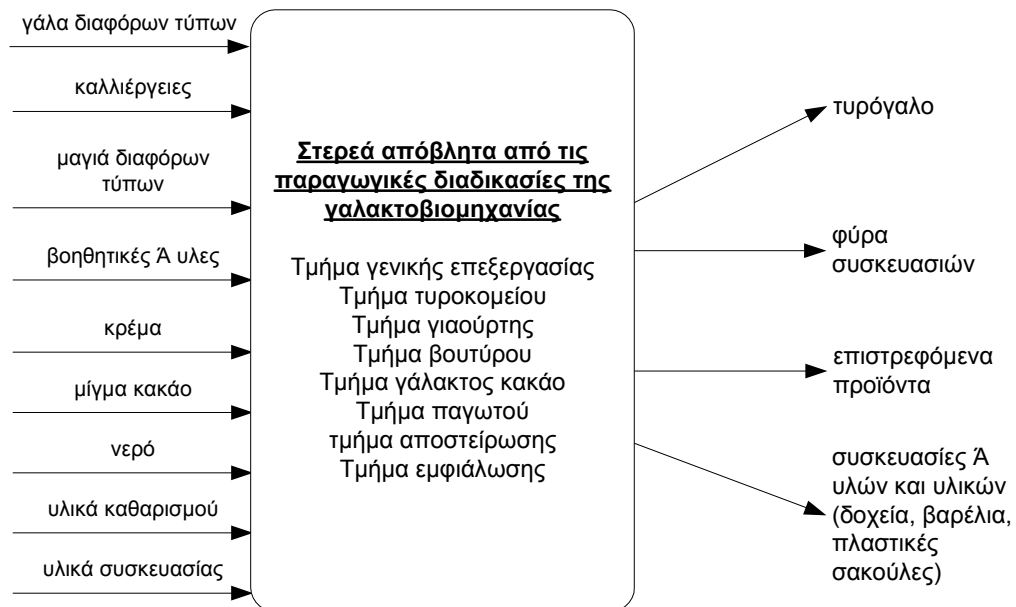 γάλα διαφόρων τύπων
καλλιέργειες
μαγιά διαφόρων
τύπων
βοηθητικές Ά υλες
κρέμα
μίγμα κακάο
νερό
υλικά καθαρισμού
υλικά συσκευασίας
Στερεά απόβλητα από τις
παραγωγικές διαδικασίες της
γαλακτοβιομηχανίας
Τμήμα γενικής επεξεργασίας
Τμήμα τυροκομείου
Τμήμα γιαούρτης
Τμήμα βουτύρου
Τμήμα γάλακτος κακάο
Τμήμα παγωτού
τμήμα αποστείρωσης
Τμήμα εμφιάλωσης
τυρόγαλο
φύρα
συσκευασιών
επιστρεφόμενα
προϊόντα
συσκευασίες Ά
υλών και υλικών
(δοχεία, βαρέλια,
πλαστικές
σακούλες)